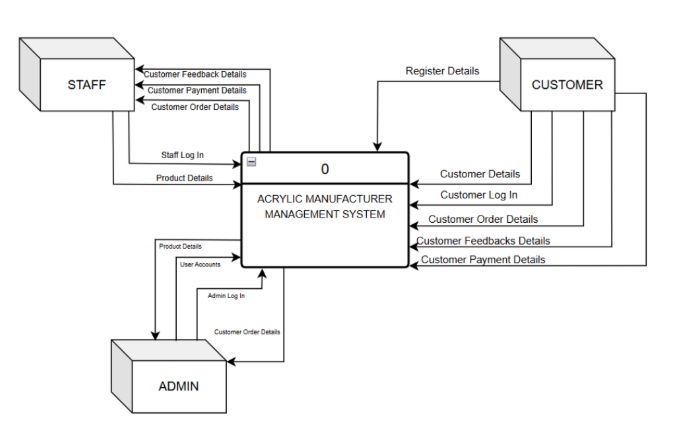 Customer Feedback Details
Register Details
STAFF
CUSTOMER
Customer Payment Details
Customer Order Details
Staff Log In
0
Customer Details
Product Details
Customer Log In
ACRYLIC MANUFACTURER
MANAGEMENT SYSTEM
Customer Order Details
Product Details
Customer Feedbacks Details
User Accounts
Customer Payment Details
Admin Log In
Customer Order Details
ADMIN